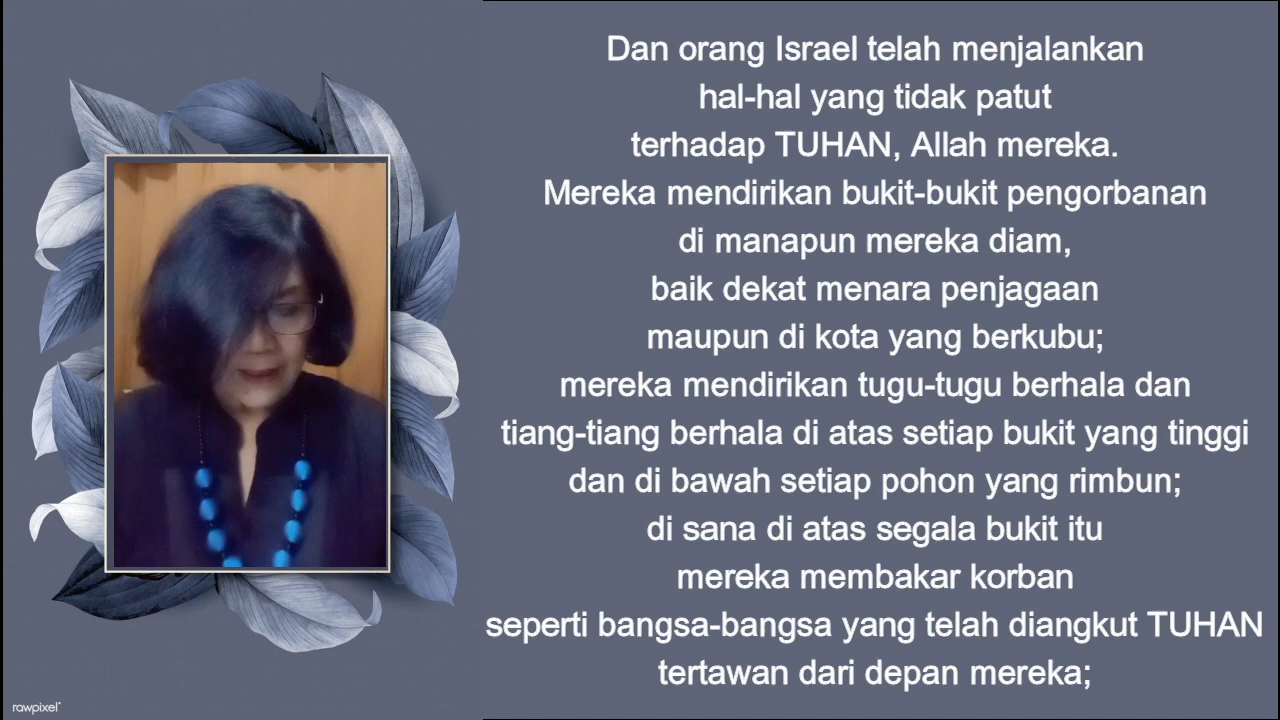 Dan orang Israel telah menjalankan
hal-hal yang tidak patut
terhadap TUHAN, Allah mereka.
Mereka mendirikan bukit-bukit pengorbanan
di manapun mereka diam,
baik dekat menara penjagaan
maupun di kota yang berkubu;
mereka mendirikan tugu-tugu berhala dan
tiang-tiang berhala di atas setiap bukit yang tinggi
dan di bawah setiap pohon yang rimbun;
di sana di atas segala bukit itu
mereka membakar korban
seperti bangsa-bangsa yang telah diangkut TUHAN
tertawan dari depan mereka;
rawpixel